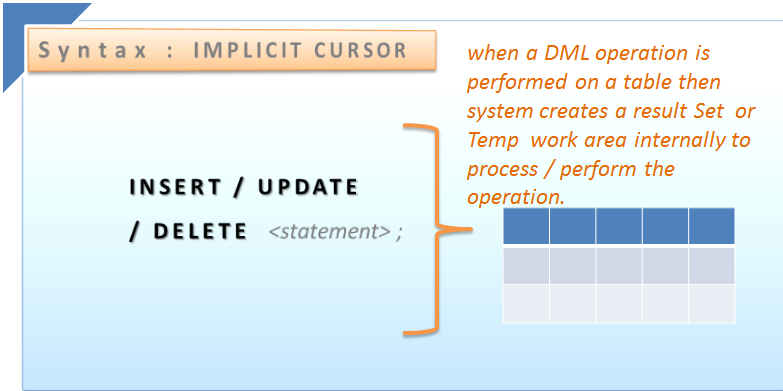 Syntax : IMPLICIT CURSOR
when a DML operation is
performed on a table then
system creates a result Set or
Temp work area internally to
process / perform the
operation.
INSERT / UPDATE
/ DELETE <statement> ;